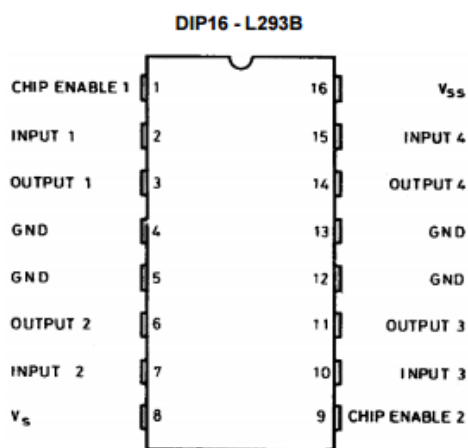 DIP16 - L293B
CHIP ENABLE 1 1 16 Vss
INPUT 1 2 15 INPUT 4
OUTPUT 1 3 14 OUTPUT 4
GND 4 13 GND
GND 5 12 GND
OUTPUT 2 6 11 OUTPUT 3
INPUT 2 7 10 INPUT 3
Vs 8 9 CHIP ENABLE 2